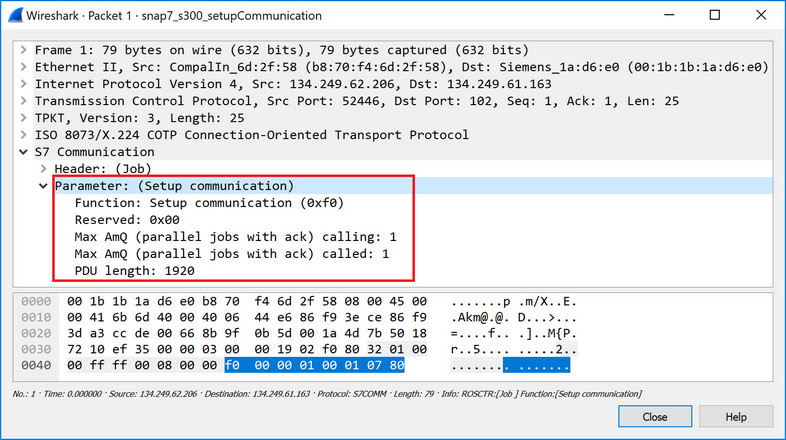 Wireshark · Packet 1 · snap7_s300_setupCommunication
Frame 1: 79 bytes on wire (632 bits), 79 bytes captured (632 bits)
Ethernet II, Src: CompalIn_6d:2f:58 (b8:70:f4:6d:2f:58), Dst: Siemens_1a:d6:e0 (00:1b:1b:1a:d6:e0)
Internet Protocol Version 4, Src: 134.249.62.206, Dst: 134.249.61.163
Transmission Control Protocol, Src Port: 52446, Dst Port: 102, Seq: 1, Ack: 1, Len: 25
TPKT, Version: 3, Length: 25
ISO 8073/X.224 COTP Connection-Oriented Transport Protocol
S7 Communication
Header: (Job)
Parameter: (Setup communication)
Function: Setup communication (0xf0)
Reserved: 0x00
Max AmQ (parallel jobs with ack) calling: 1
Max AmQ (parallel jobs with ack) called: 1
PDU length: 1920
0000 00 1b 1b 1a d6 e0 b8 70 f4 6d 2f 58 08 00 45 00 .......p .m/X..E.
0010 00 41 6b 6d 40 00 40 06 44 e6 86 f9 3e ce 86 f9 .Akm@.@. D...>...
0020 3d a3 cc de 00 66 8b 9f 0b 5d 00 1a 4d 7b 50 18 =....f.. .]..M{P.
0030 72 10 ef 35 00 00 03 00 00 19 02 f0 80 32 01 00 r..5.... .....2..
0040 00 ff ff 00 08 00 00 f0 00 00 01 00 01 07 80 ........ .......
No.: 1 · Time: 0.000000 · Source: 134.249.62.206 · Destination: 134.249.61.163 · Protocol: S7COMM · Length: 79 · Info: ROSCTR:[Job ] Function:[Setup communication]
Close Help